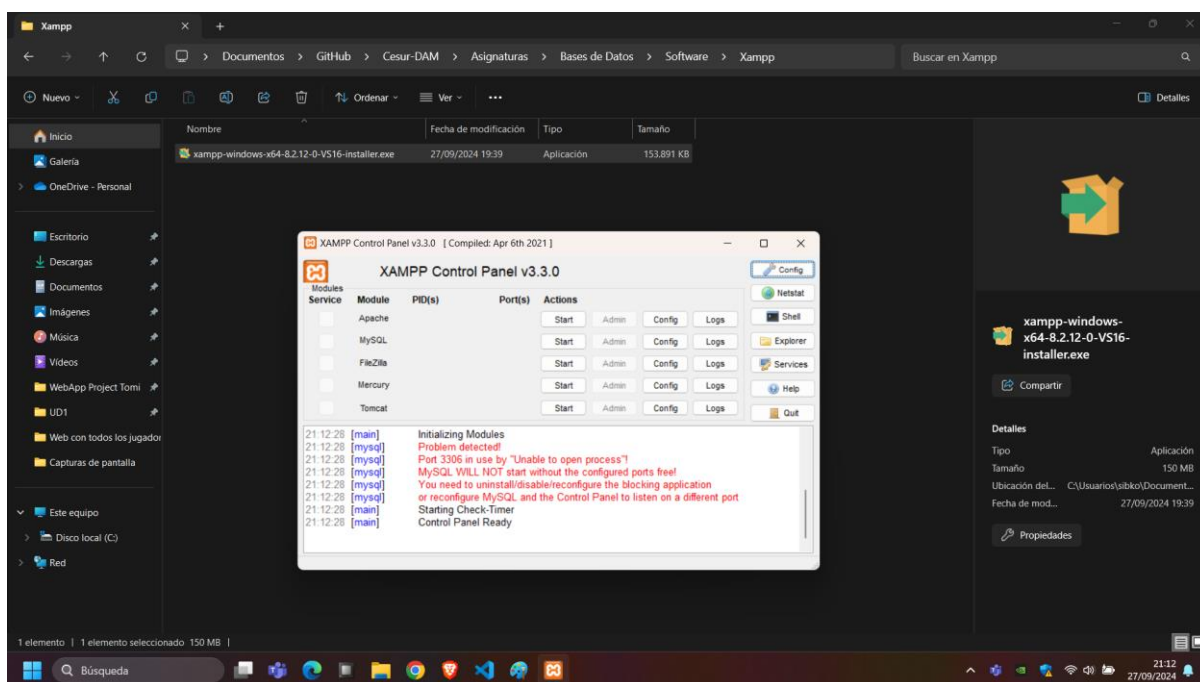 Xampp
Documentos > GitHub > Cesur-DAM > Asignaturas > Bases de Datos > Software > Xampp
Buscar en Xampp
Nuevo
Ordenar
Ver
Detalles
Inicio
Galería
OneDrive - Personal
Escritorio
Descargas
Documentos
Imágenes
Música
Vídeos
WebApp Project Tomi
UD1
Web con todos los jugador
Capturas de pantalla
Este equipo
Disco local (C:)
Red
Nombre Fecha de modificación Tipo Tamaño
xampp-windows-x64-8.2.12-0-VS16-installer.exe 27/09/2024 19:39 Aplicación 153.891 KB
XAMPP Control Panel v3.3.0 [ Compiled: Apr 6th 2021 ]
XAMPP Control Panel v3.3.0
Modules
Service Module PID(s) Port(s) Actions
Apache Start Admin Config Logs
MySQL Start Admin Config Logs
FileZilla Start Admin Config Logs
Mercury Start Admin Config Logs
Tomcat Start Admin Config Logs
Config
Netstat
Shell
Explorer
Services
Help
Quit
21:12:28 [main] Initializing Modules
21:12:28 [mysql] Problem detected!
21:12:28 [mysql] Port 3306 in use by "Unable to open process"!
21:12:28 [mysql] MySQL WILL NOT start without the configured ports free!
21:12:28 [mysql] You need to uninstall/disable/reconfigure the blocking application
21:12:28 [mysql] or reconfigure MySQL and the Control Panel to listen on a different port
21:12:28 [main] Starting Check-Timer
21:12:28 [main] Control Panel Ready
xampp-windows-
x64-8.2.12-0-VS16-
installer.exe
Compartir
Detalles
Tipo Aplicación
Tamaño 150 MB
Ubicación del... C:\Usuarios\sibko\Document...
Fecha de mod... 27/09/2024 19:39
Propiedades
1 elemento | 1 elemento seleccionado 150 MB |
Búsqueda
21:12
27/09/2024